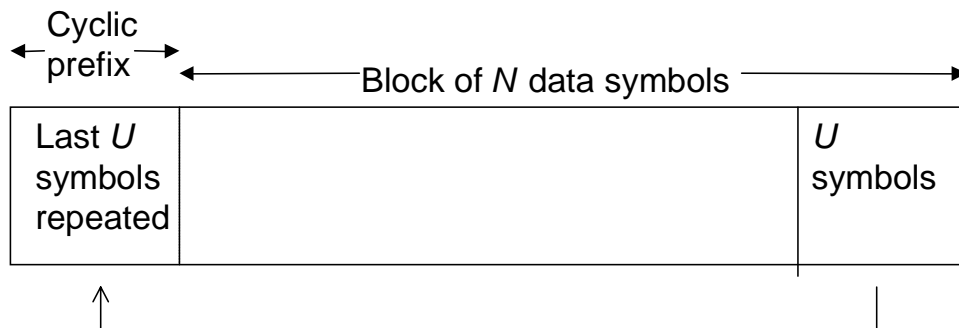 Cyclic
prefix
Block of N data symbols
Last U
symbols
repeated
U
symbols